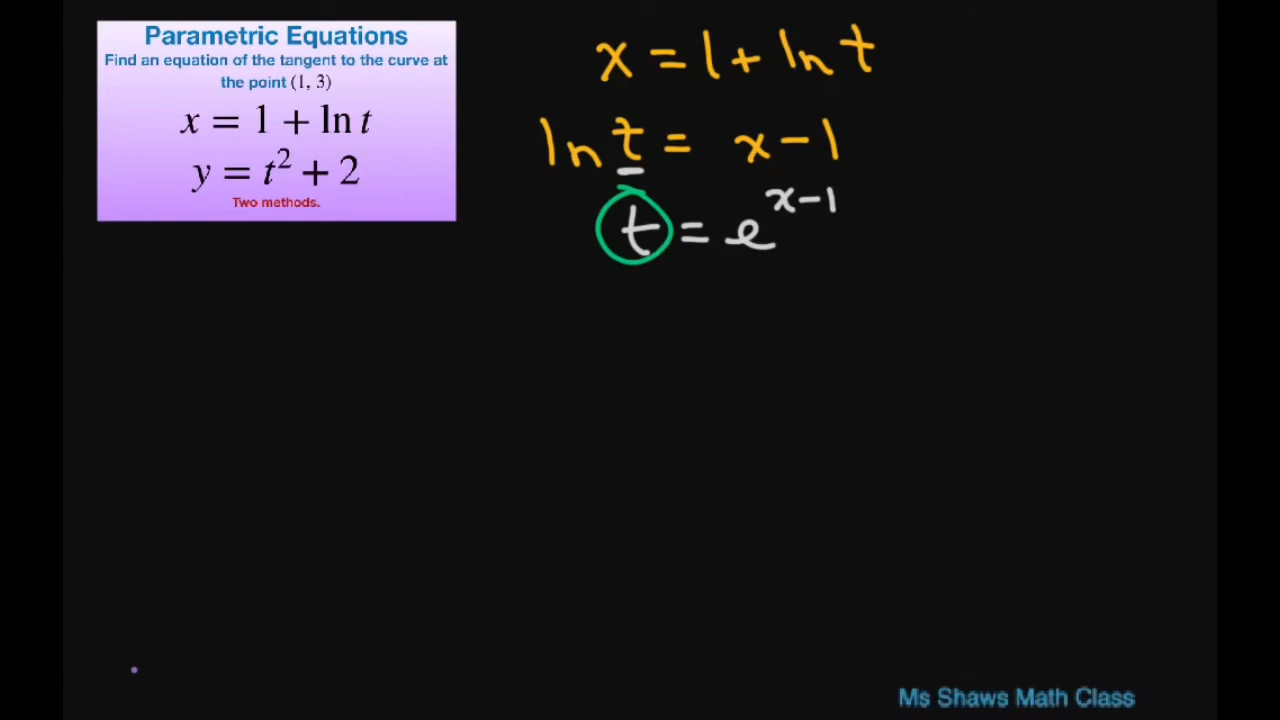 Parametric Equations
Find an equation of the tangent to the curve at
the point (1, 3)
x = 1 + ln t
y = t² + 2
Two methods.
x = 1 + ln t
ln t = x - 1
t = e^(x-1)
Ms Shaws Math Class